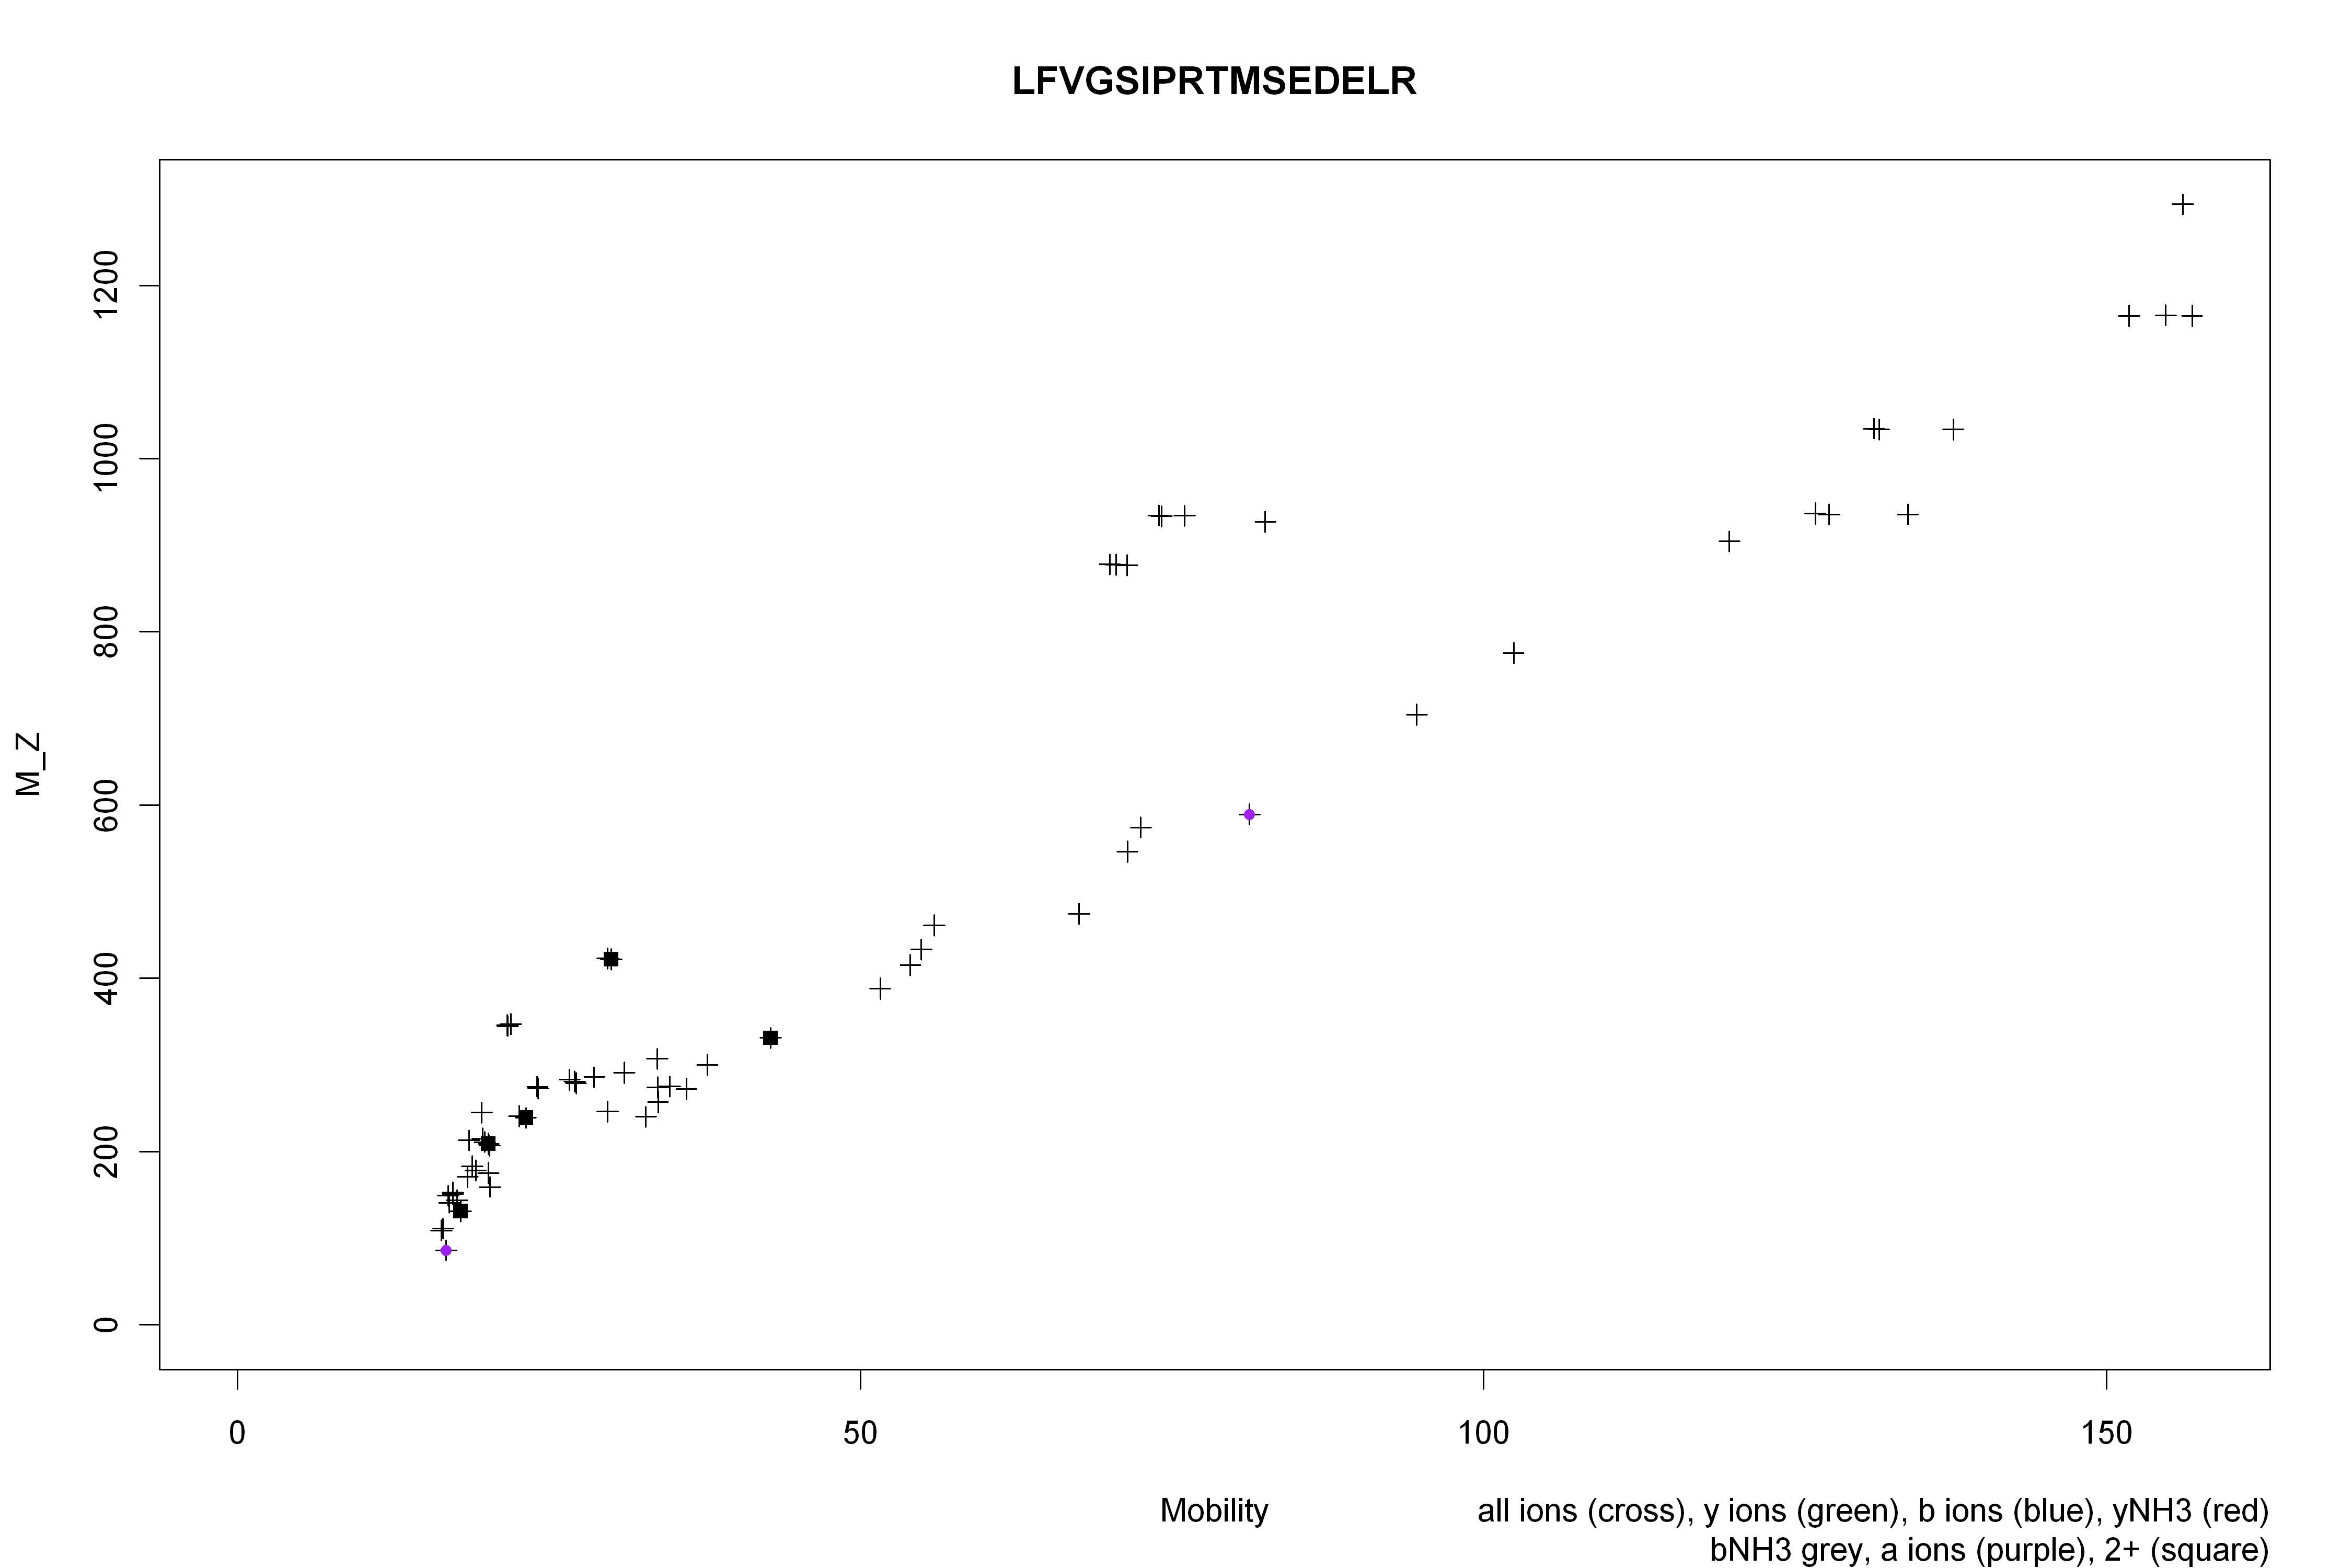 LFVGSIPRTMSEDELR
1200
1000
800
600
400
200
0
M_Z
0 50 100 150
Mobility
all ions (cross), y ions (green), b ions (blue), yNH3 (red)
bNH3 grey, a ions (purple), 2+ (square)